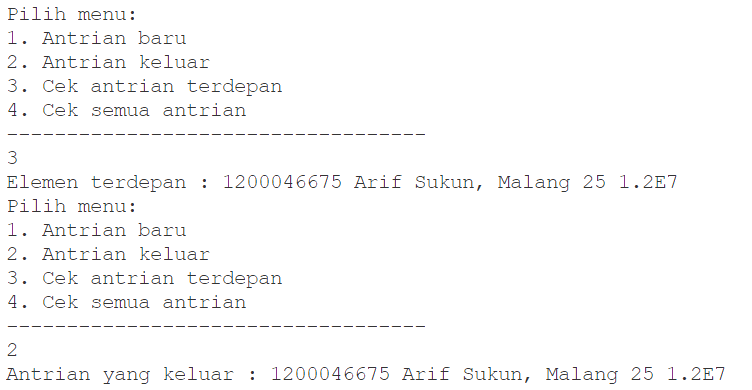 Pilih menu:
1. Antrian baru
2. Antrian keluar
3. Cek antrian terdepan
4. Cek semua antrian
-----------------------------------
3
Elemen terdepan : 1200046675 Arif Sukun, Malang 25 1.2E7
Pilih menu:
1. Antrian baru
2. Antrian keluar
3. Cek antrian terdepan
4. Cek semua antrian
-----------------------------------
2
Antrian yang keluar : 1200046675 Arif Sukun, Malang 25 1.2E7